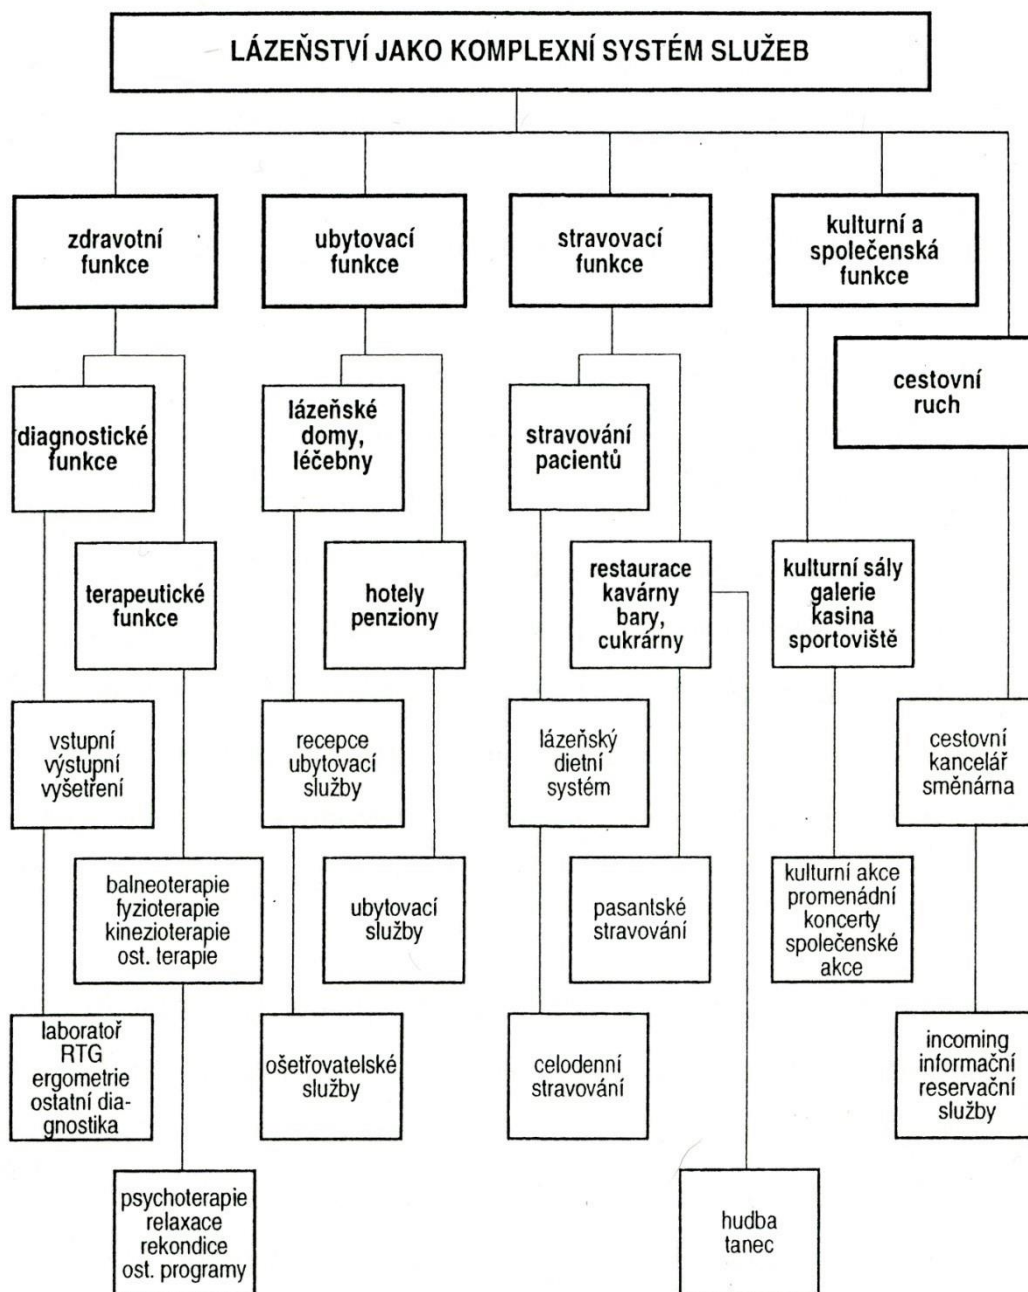 LÁZEŇSTVÍ JAKO KOMPLEXNÍ SYSTÉM SLUŽEB
zdravotní
funkce
ubytovací
funkce
stravovací
funkce
kulturní a
společenská
funkce
cestovní
ruch
diagnostické
funkce
lázeňské
domy,
léčebny
stravování
pacientů
terapeutické
funkce
hotely
penziony
restaurace
kavárny
bary,
cukrárny
kulturní sály
galerie
kasina
sportoviště
vstupní
výstupní
vyšetření
recepce
ubytovací
služby
lázeňský
dietní
systém
cestovní
kancelář
směnárna
balneoterapie
fyzioterapie
kinezioterapie
ost. terapie
ubytovací
služby
pasantské
stravování
kulturní akce
promenádní
koncerty
společenské
akce
laboratoř
RTG
ergometrie
ostatní dia-
gnostika
ošetřovatelské
služby
celodenní
stravování
incoming
informační
reservační
služby
psychoterapie
relaxace
rekondice
ost. programy
hudba
tanec